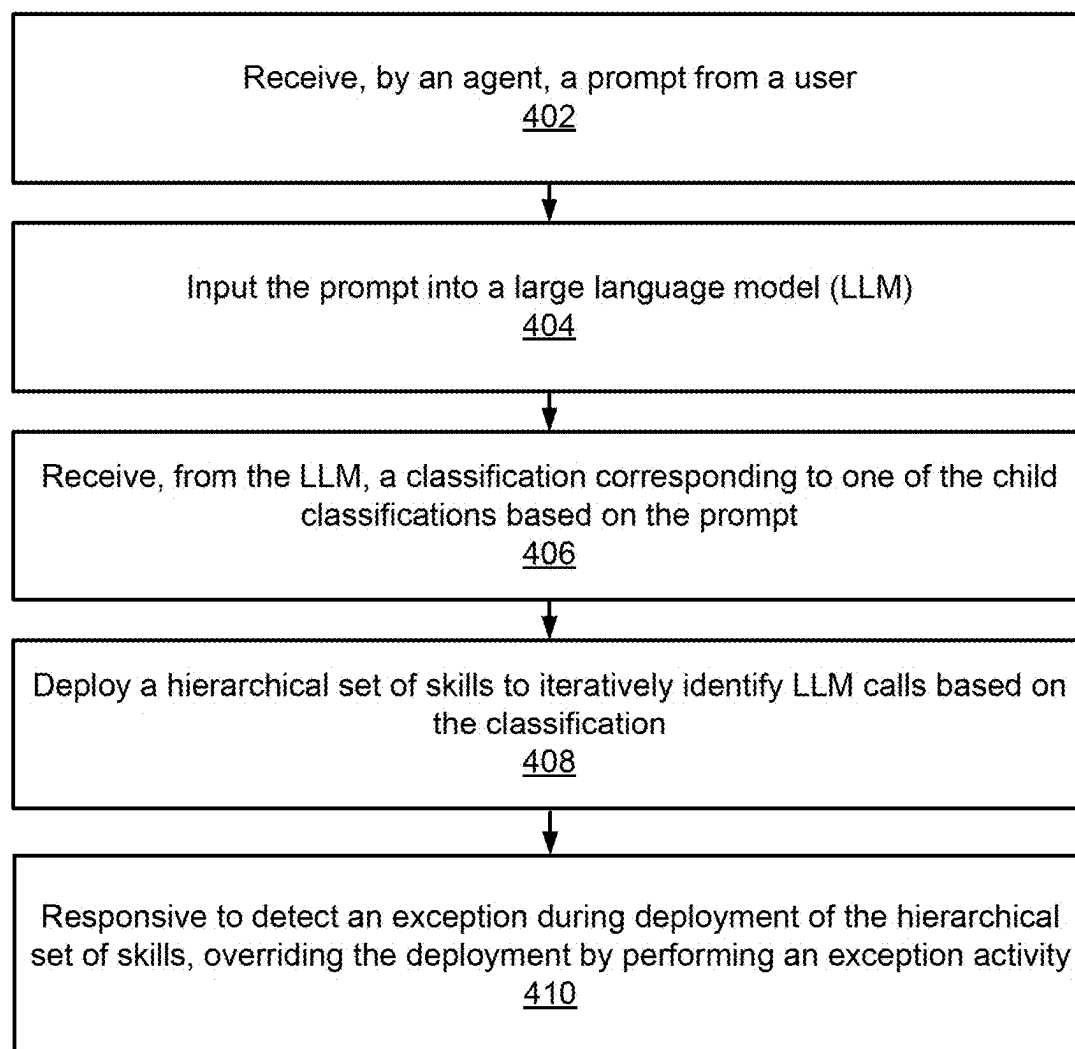 Receive, by an agent, a prompt from a user
402
Input the prompt into a large language model (LLM)
404
Receive, from the LLM, a classification corresponding to one of the child
classifications based on the prompt
406
Deploy a hierarchical set of skills to iteratively identify LLM calls based on
the classification
408
Responsive to detect an exception during deployment of the hierarchical
set of skills, overriding the deployment by performing an exception activity
410